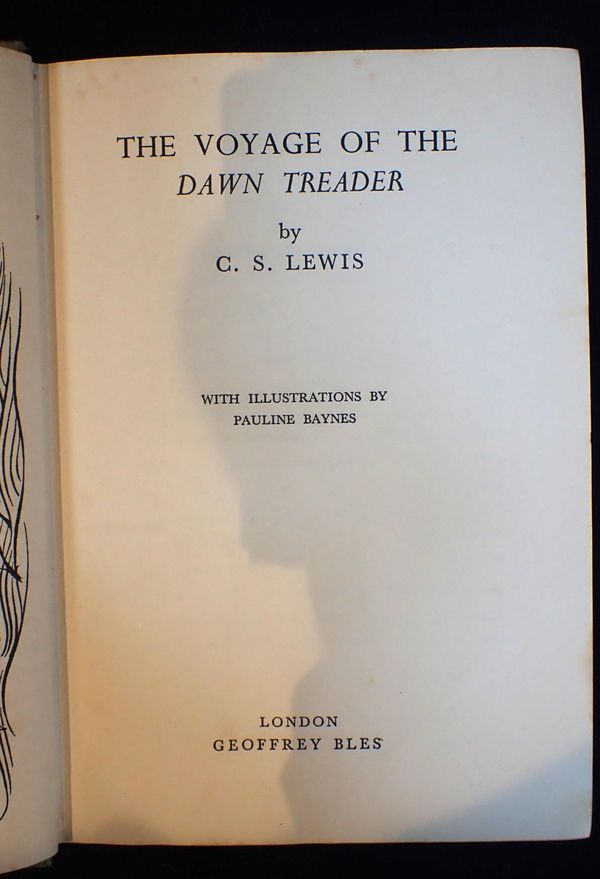 THE VOYAGE OF THE
DAWN TREADER
by
C. S. LEWIS
WITH ILLUSTRATIONS BY
PAULINE BAYNES
LONDON
GEOFFREY BLES